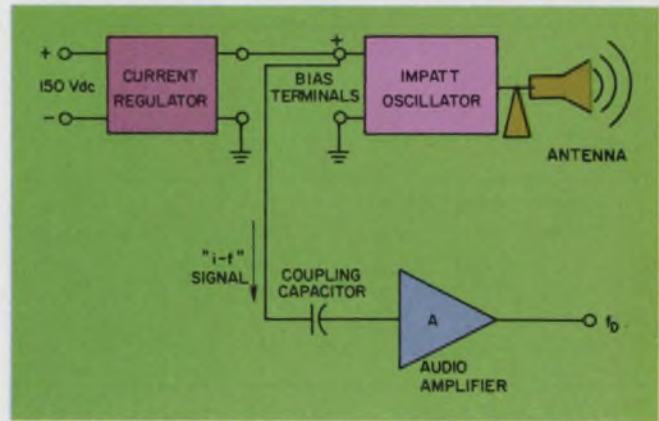 +
150 Vdc
-
CURRENT
REGULATOR
+
BIAS
TERMINALS
IMPATT
OSCILLATOR
ANTENNA
"i-f"
SIGNAL
COUPLING
CAPACITOR
A
AUDIO
AMPLIFIER
fD